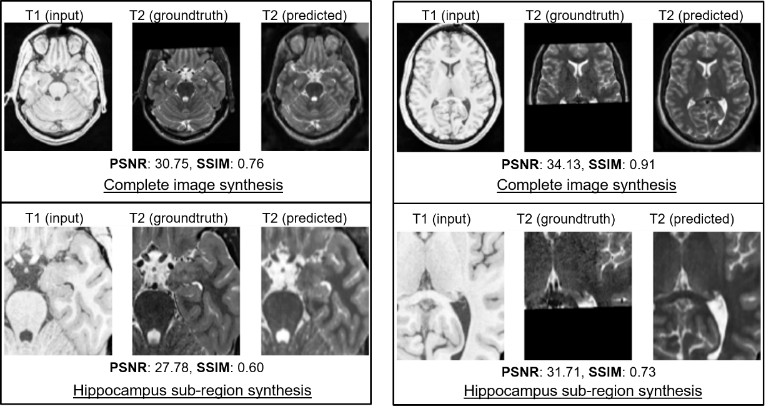 T1 (input) T2 (groundtruth) T2 (predicted)
PSNR: 30.75, SSIM: 0.76
Complete image synthesis
T1 (input) T2 (groundtruth) T2 (predicted)
PSNR: 27.78, SSIM: 0.60
Hippocampus sub-region synthesis
T1 (input) T2 (groundtruth) T2 (predicted)
PSNR: 34.13, SSIM: 0.91
Complete image synthesis
T1 (input) T2 (groundtruth) T2 (predicted)
PSNR: 31.71, SSIM: 0.73
Hippocampus sub-region synthesis